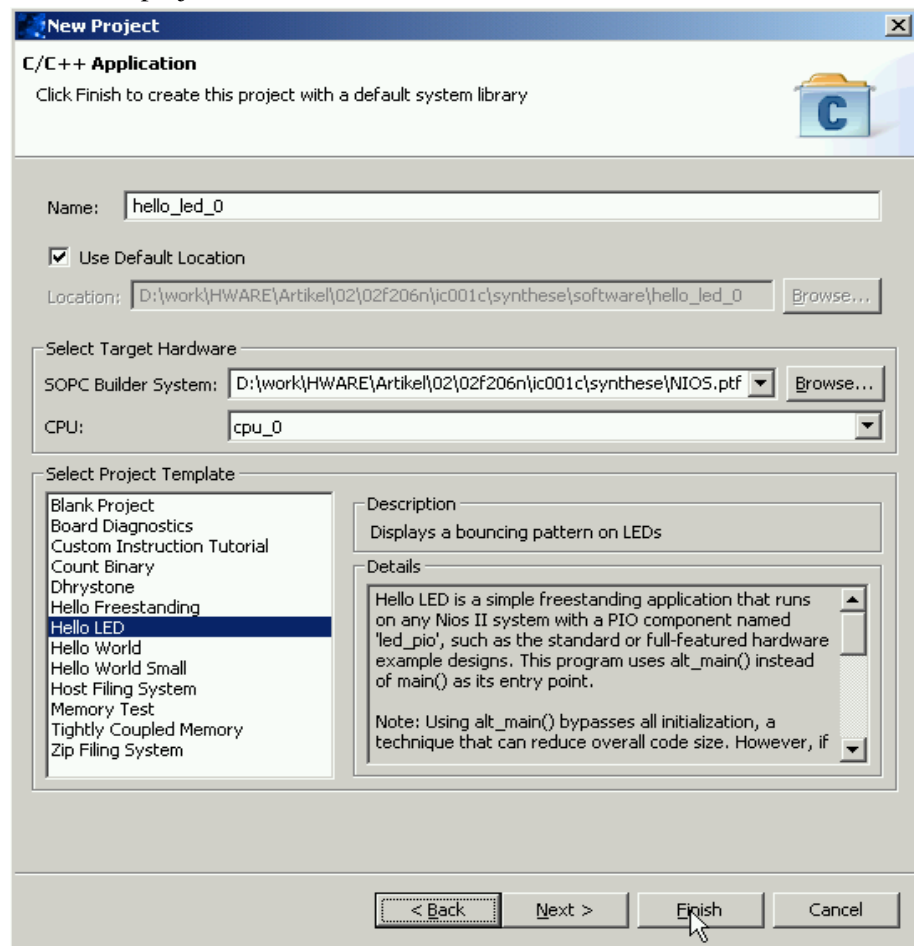 New Project
C/C++ Application
Click Finish to create this project with a default system library
C
Name: hello_led_0
Use Default Location
Location: D:\work\HWARE\Artikel\02\02f206n\ic001c\synthese\software\hello_led_0 Browse...
Select Target Hardware
SOPC Builder System: D:\work\HWARE\Artikel\02\02f206n\ic001c\synthese\NIOS.ptf Browse...
CPU: cpu_0
Select Project Template
Blank Project
Board Diagnostics
Custom Instruction Tutorial
Count Binary
Dhrystone
Hello Freestanding
Hello LED
Hello World
Hello World Small
Host Filing System
Memory Test
Tightly Coupled Memory
Zip Filing System
Description
Displays a bouncing pattern on LEDs
Details
Hello LED is a simple freestanding application that runs
on any Nios II system with a PIO component named
'led_pio', such as the standard or full-featured hardware
example designs. This program uses alt_main() instead
of main() as its entry point.
Note: Using alt_main() bypasses all initialization, a
technique that can reduce overall code size. However, if
< Back Next > Finish Cancel